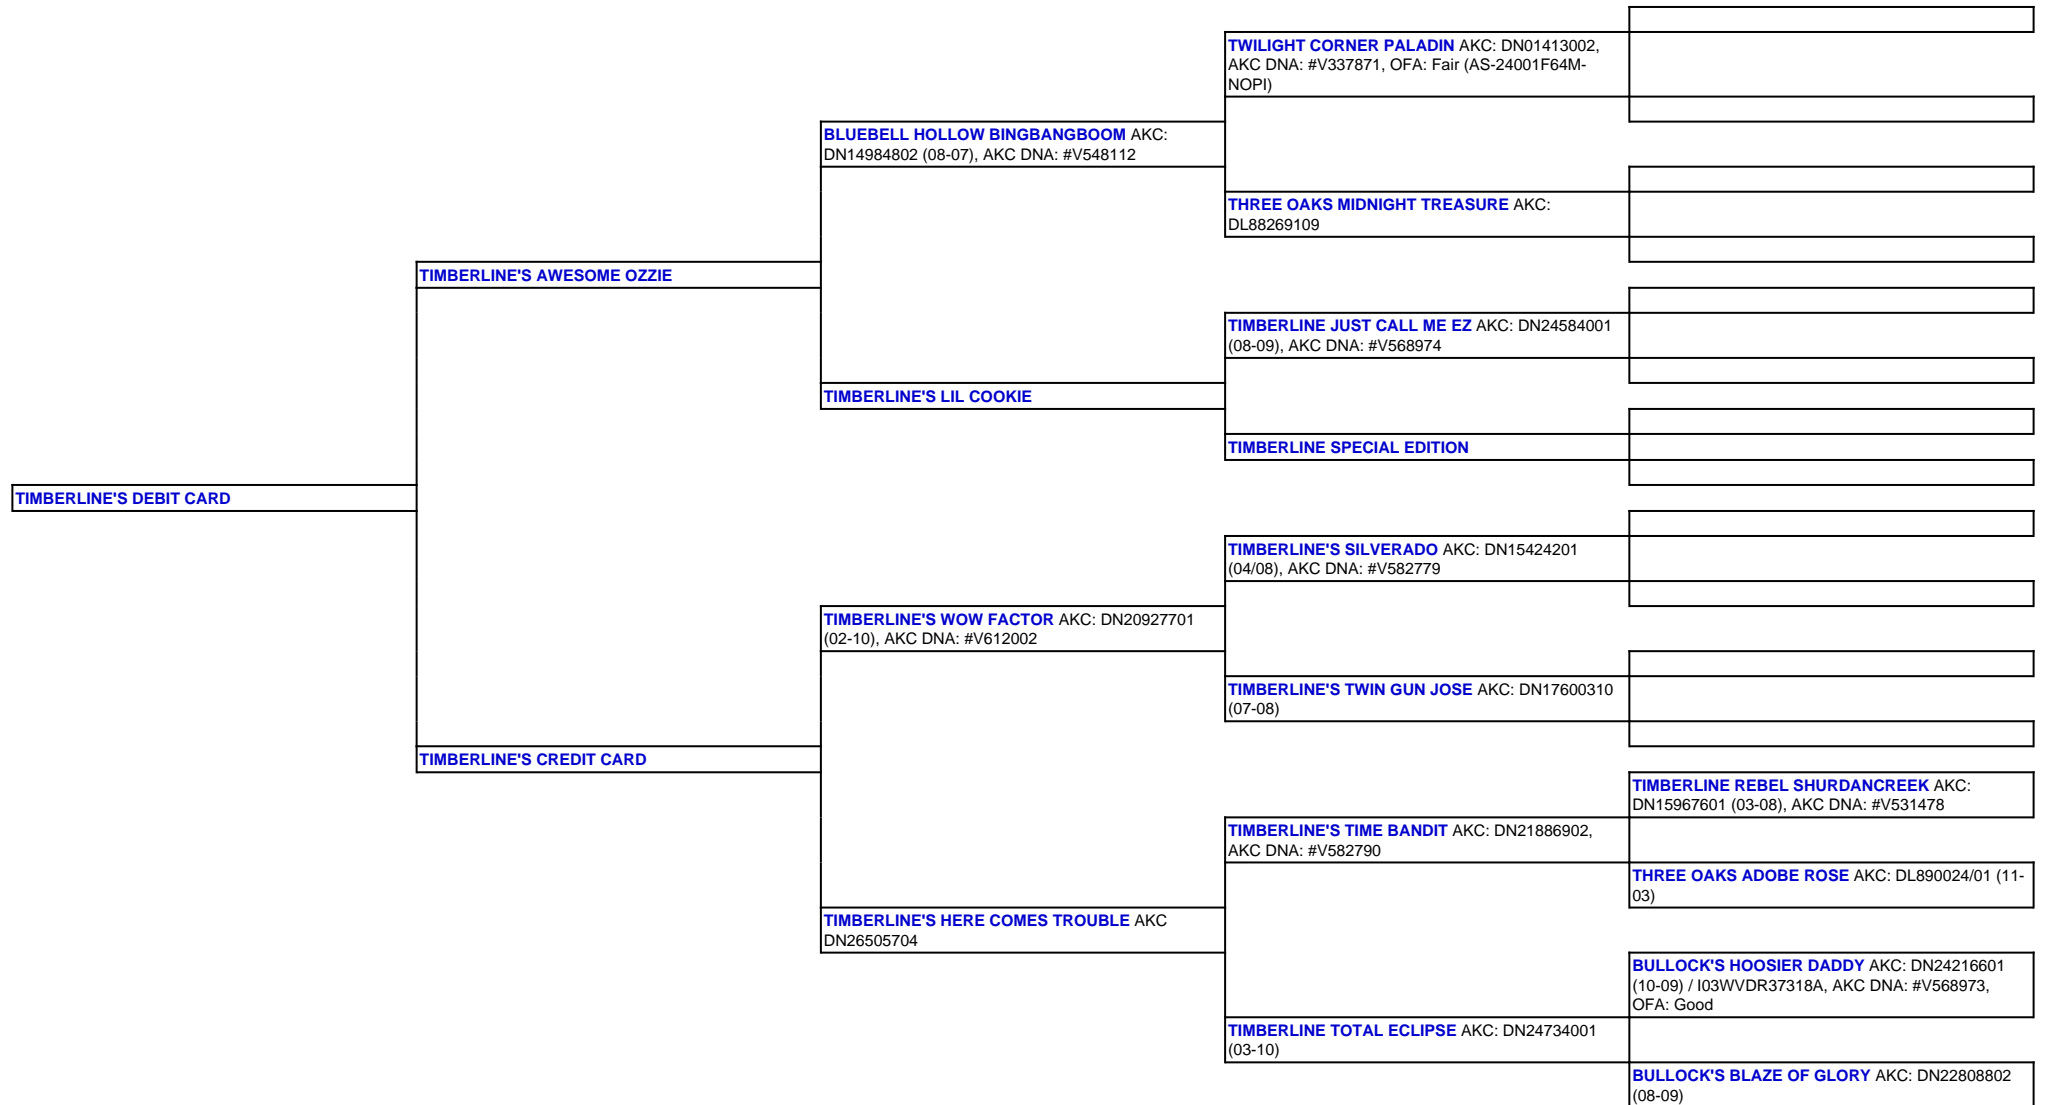 TWILIGHT CORNER PALADIN AKC: DN01413002,
AKC DNA: #V337871, OFA: Fair (AS-24001F64M-
NOPI)
BLUEBELL HOLLOW BINGBANGBOOM AKC:
DN14984802 (08-07), AKC DNA: #V548112
THREE OAKS MIDNIGHT TREASURE AKC:
DL88269109
TIMBERLINE'S AWESOME OZZIE
TIMBERLINE JUST CALL ME EZ AKC: DN24584001
(08-09), AKC DNA: #V568974
TIMBERLINE'S LIL COOKIE
TIMBERLINE SPECIAL EDITION
TIMBERLINE'S DEBIT CARD
TIMBERLINE'S SILVERADO AKC: DN15424201
(04/08), AKC DNA: #V582779
TIMBERLINE'S WOW FACTOR AKC: DN20927701
(02-10), AKC DNA: #V612002
TIMBERLINE'S TWIN GUN JOSE AKC: DN17600310
(07-08)
TIMBERLINE'S CREDIT CARD
TIMBERLINE REBEL SHURDANCREEK AKC:
DN15967601 (03-08), AKC DNA: #V531478
TIMBERLINE'S TIME BANDIT AKC: DN21886902,
AKC DNA: #V582790
THREE OAKS ADOBE ROSE AKC: DL890024/01 (11-
03)
TIMBERLINE'S HERE COMES TROUBLE AKC
DN26505704
BULLOCK'S HOOSIER DADDY AKC: DN24216601
(10-09) / I03WVDR37318A, AKC DNA: #V568973,
OFA: Good
TIMBERLINE TOTAL ECLIPSE AKC: DN24734001
(03-10)
BULLOCK'S BLAZE OF GLORY AKC: DN22808802
(08-09)